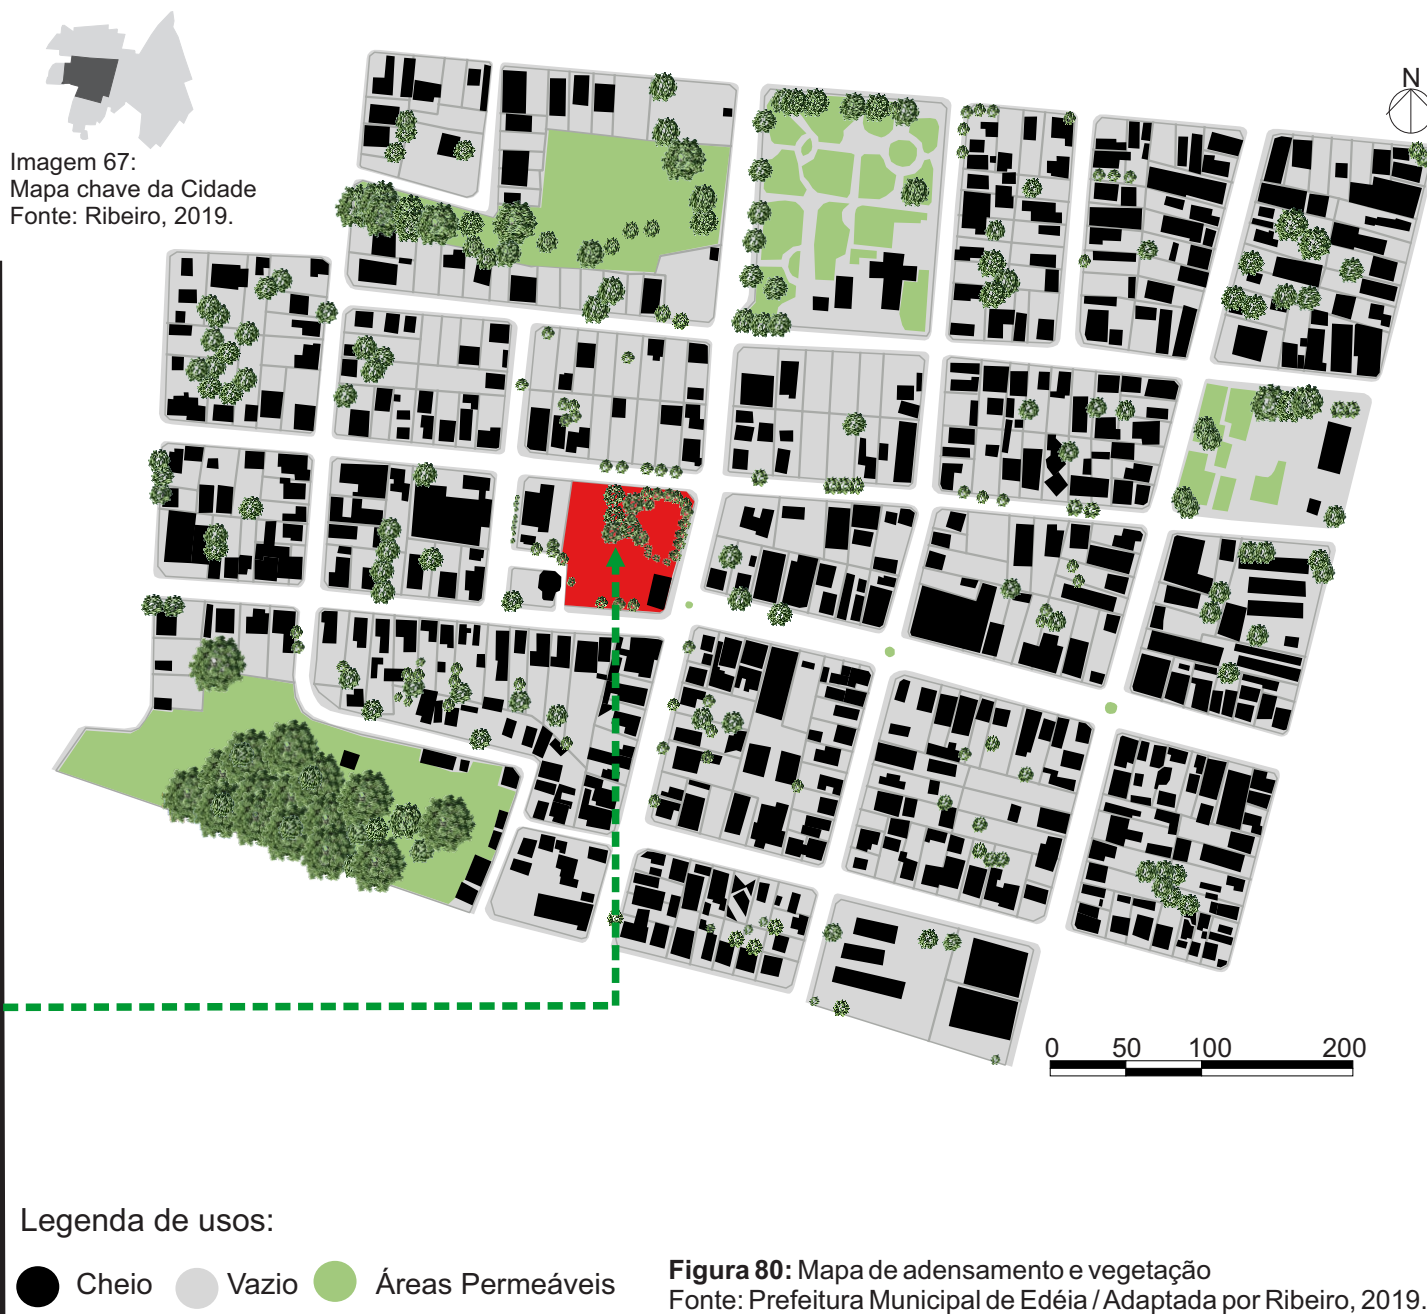 N
Imagem 67:
Mapa chave da Cidade
Fonte: Ribeiro, 2019.
0 50 100 200
Legenda de usos:
Cheio Vazio Áreas Permeáveis
Figura 80: Mapa de adensamento e vegetação
Fonte: Prefeitura Municipal de Edéia / Adaptada por Ribeiro, 2019.